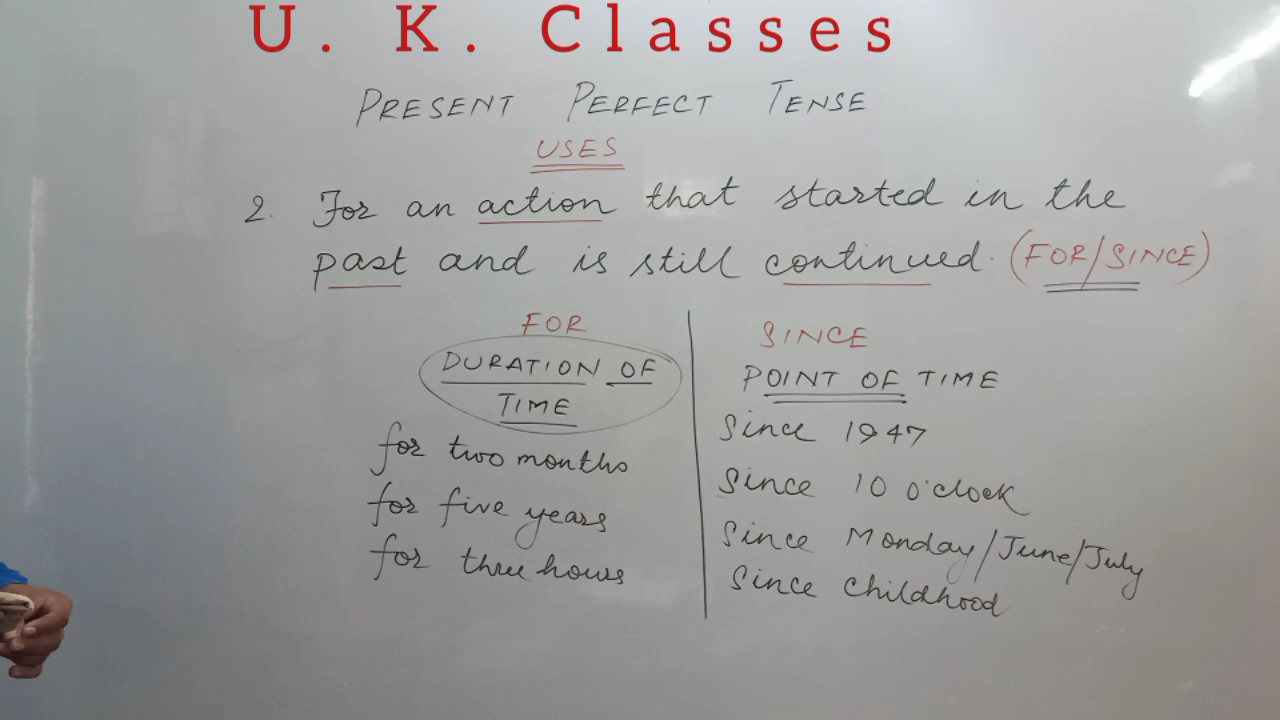 U. K. Classes
PRESENT PERFECT TENSE
USES
2. For an action that started in the
past and is still continued. (FOR/SINCE)
FOR
DURATION OF
TIME
for two months
for five years
for three hours
SINCE
POINT OF TIME
Since 1947
Since 10 o'clock
Since Monday/June/July
Since childhood